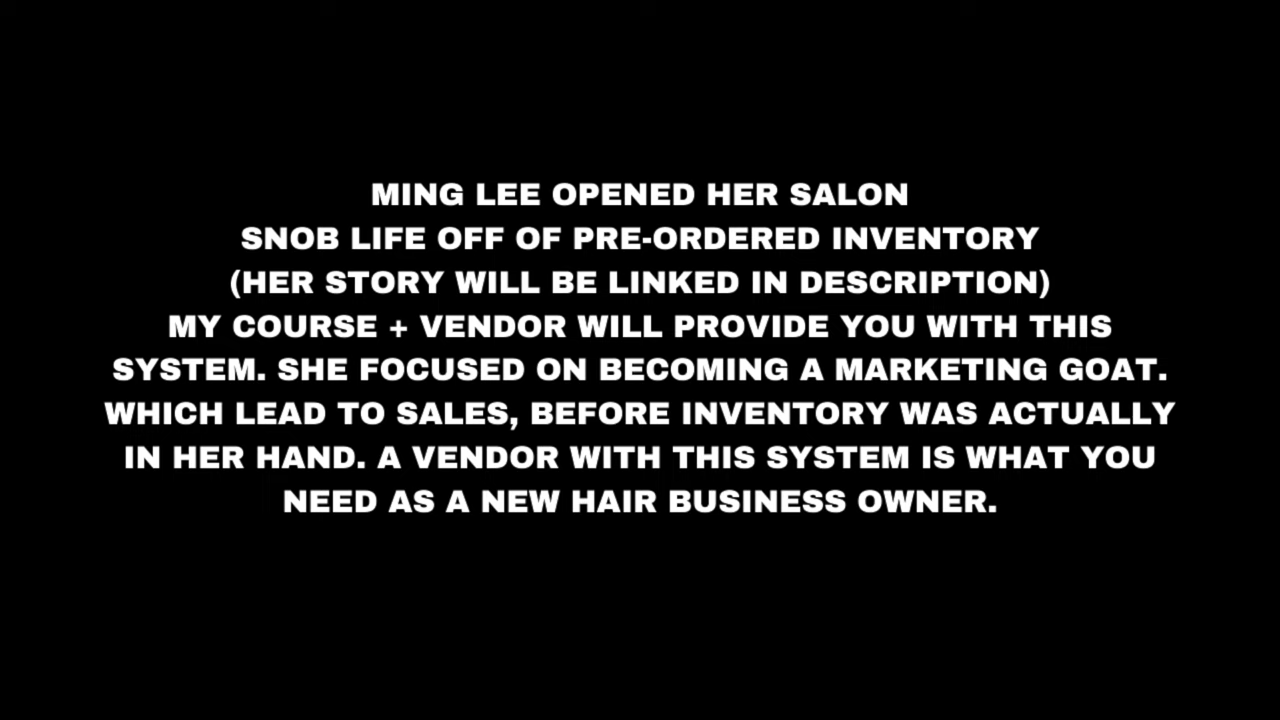 MING LEE OPENED HER SALON
SNOB LIFE OFF OF PRE-ORDERED INVENTORY
(HER STORY WILL BE LINKED IN DESCRIPTION)
MY COURSE + VENDOR WILL PROVIDE YOU WITH THIS
SYSTEM. SHE FOCUSED ON BECOMING A MARKETING GOAT.
WHICH LEAD TO SALES, BEFORE INVENTORY WAS ACTUALLY
IN HER HAND. A VENDOR WITH THIS SYSTEM IS WHAT YOU
NEED AS A NEW HAIR BUSINESS OWNER.